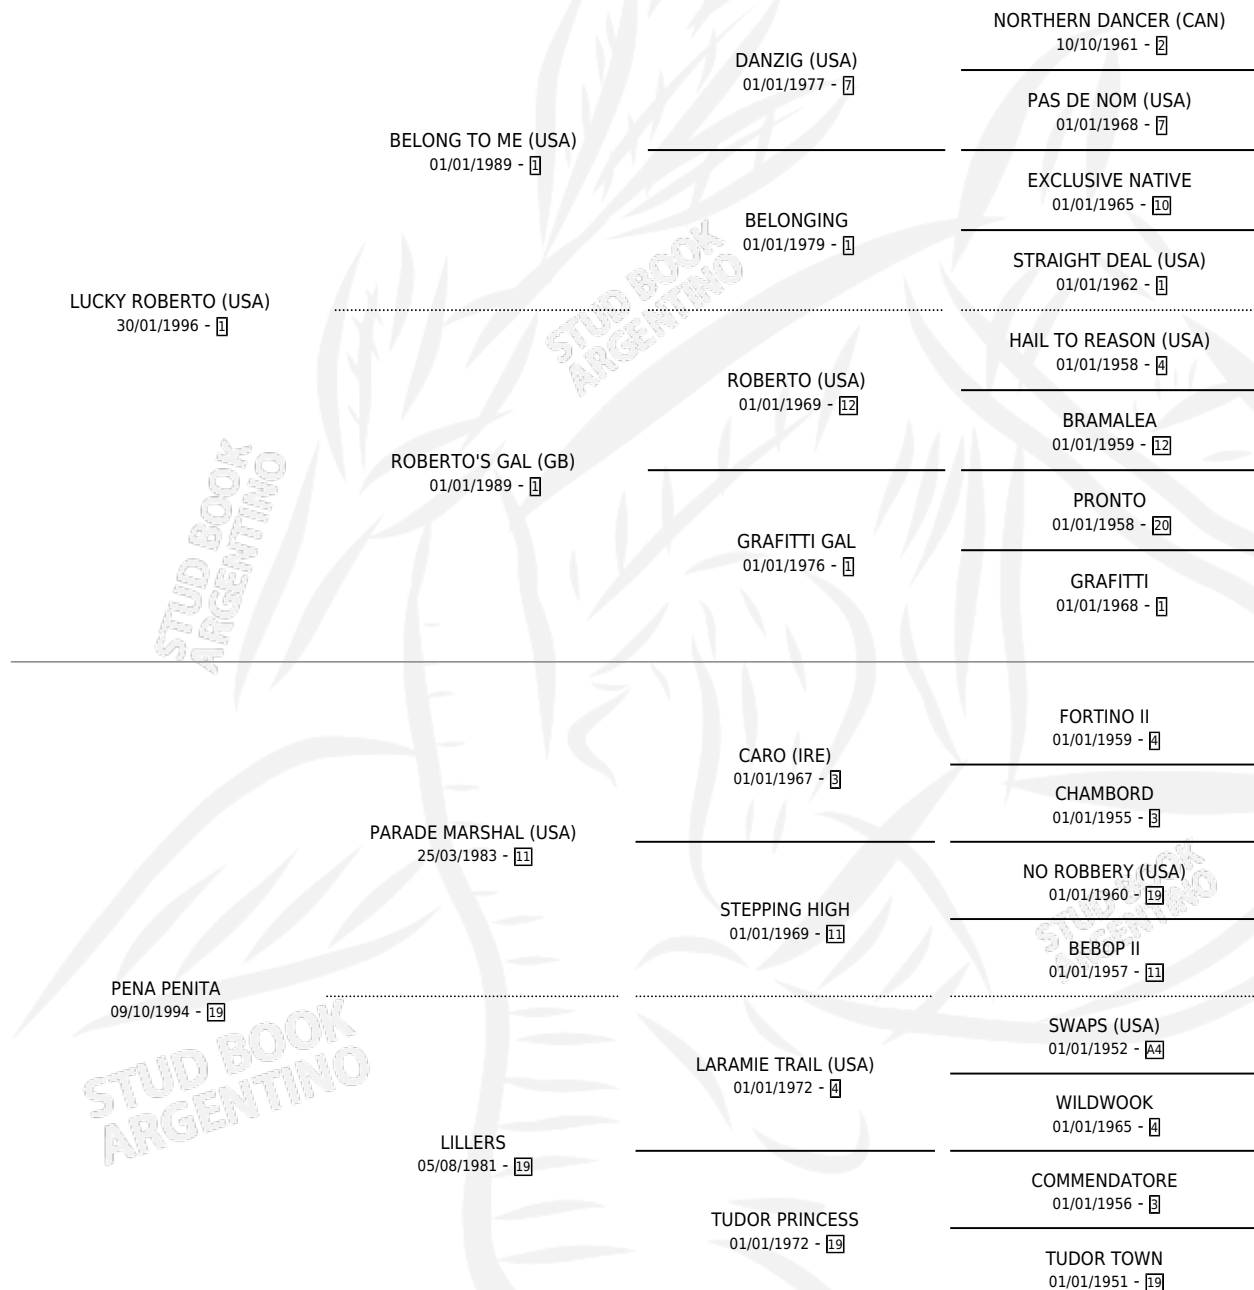 NORTHERN DANCER (CAN)
10/10/1961 - 2
DANZIG (USA)
01/01/1977 - 7
PAS DE NOM (USA)
01/01/1968 - 7
BELONG TO ME (USA)
01/01/1989 - 1
EXCLUSIVE NATIVE
01/01/1965 - 10
BELONGING
01/01/1979 - 1
STRAIGHT DEAL (USA)
01/01/1962 - 1
LUCKY ROBERTO (USA)
30/01/1996 - 1
HAIL TO REASON (USA)
01/01/1958 - 4
ROBERTO (USA)
01/01/1969 - 12
BRAMALEA
01/01/1959 - 12
ROBERTO'S GAL (GB)
01/01/1989 - 1
PRONTO
01/01/1958 - 20
GRAFITTI GAL
01/01/1976 - 1
GRAFITTI
01/01/1968 - 1
STUD BOOK
ARGENTINO
STUD BOOK
ARGENTINO
FORTINO II
01/01/1959 - 4
CARO (IRE)
01/01/1967 - 3
CHAMBORD
01/01/1955 - 3
PARADE MARSHAL (USA)
25/03/1983 - 11
NO ROBBERY (USA)
01/01/1960 - 19
STEPPING HIGH
01/01/1969 - 11
BEBOP II
01/01/1957 - 11
STUD BOOK
ARGENTINO
PENA PENITA
09/10/1994 - 19
SWAPS (USA)
01/01/1952 - A4
LARAMIE TRAIL (USA)
01/01/1972 - 4
WILDWOOK
01/01/1965 - 4
STUD BOOK
ARGENTINO
LILLERS
05/08/1981 - 19
COMMENDATORE
01/01/1956 - 3
TUDOR PRINCESS
01/01/1972 - 19
TUDOR TOWN
01/01/1951 - 19